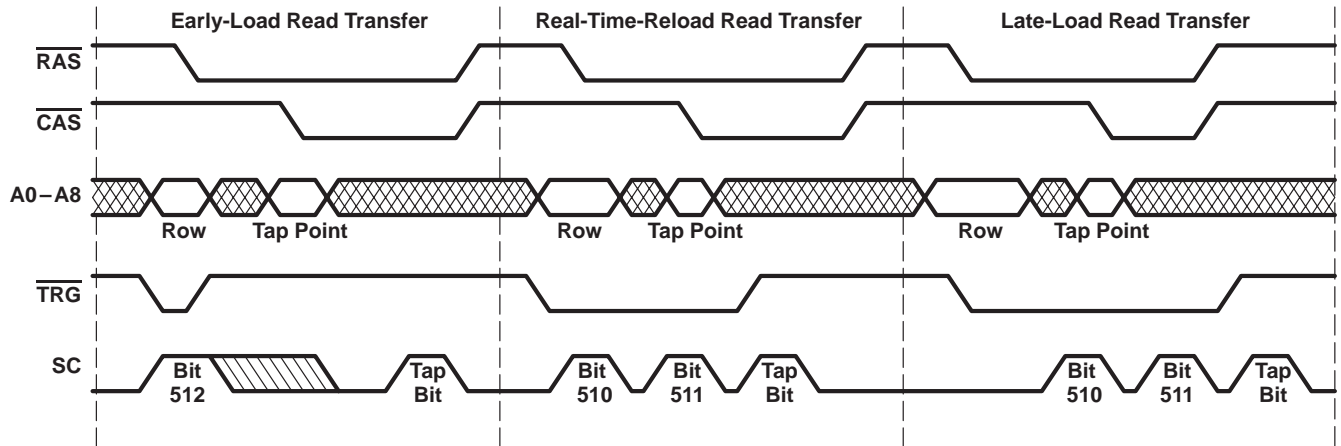 Early-Load Read Transfer
Real-Time-Reload Read Transfer
Late-Load Read Transfer
RAS
CAS
A0–A8
Row
Tap Point
Row
Tap Point
Row
Tap Point
TRG
SC
Bit
512
Tap
Bit
Bit
510
Bit
511
Tap
Bit
Bit
510
Bit
511
Tap
Bit